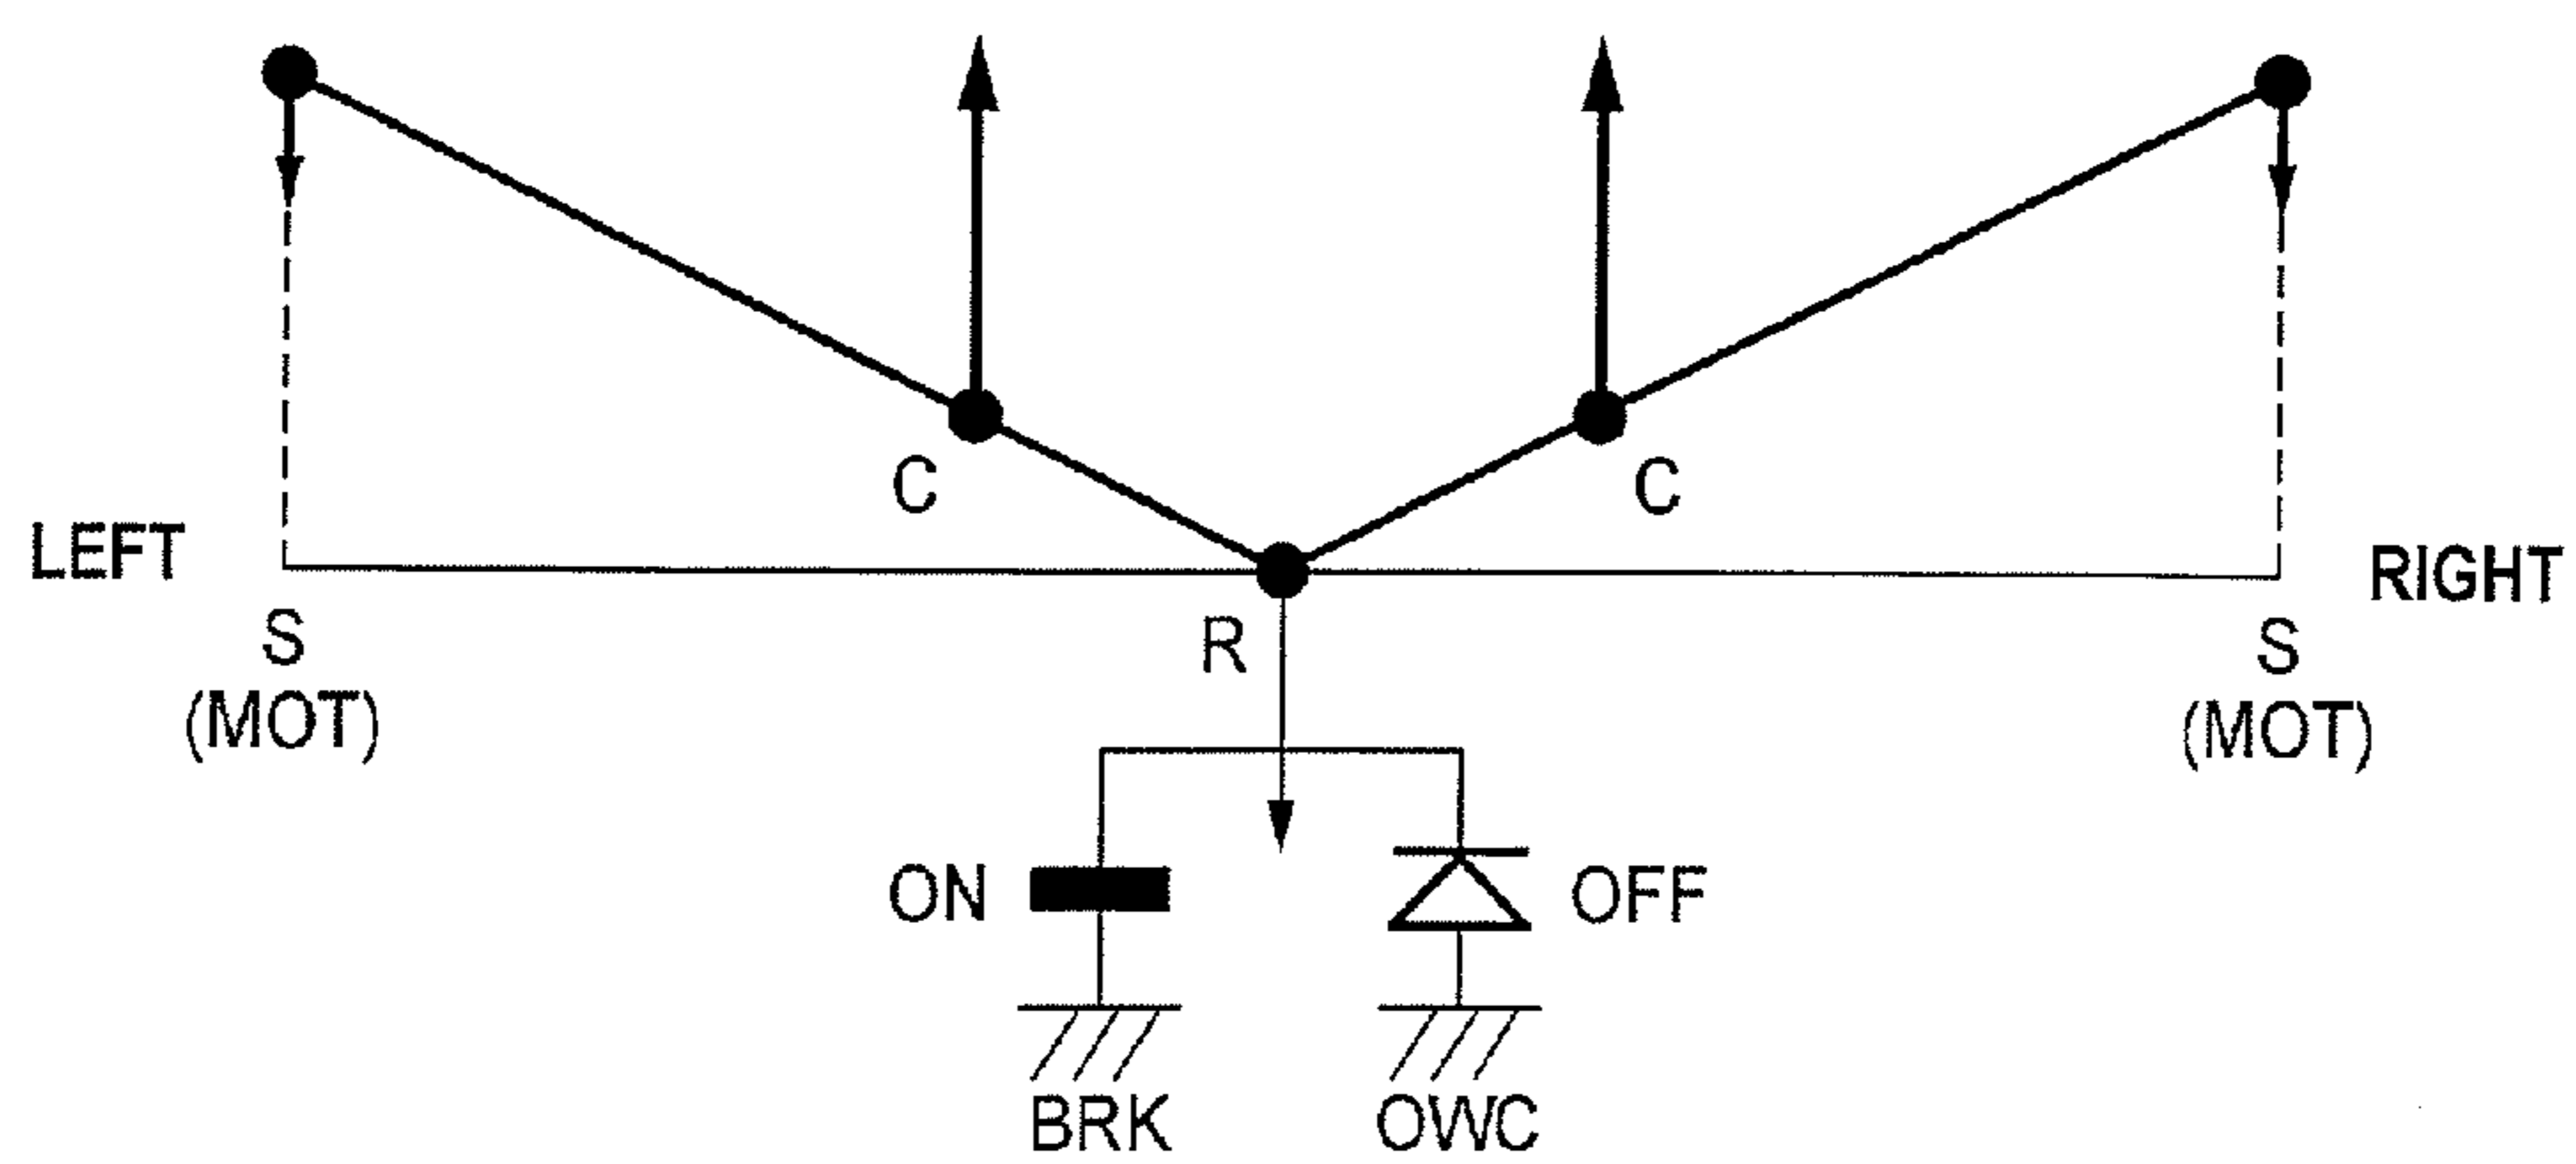 C
C
LEFT
RIGHT
S
(MOT)
R
S
(MOT)
ON
OFF
BRK
OWC